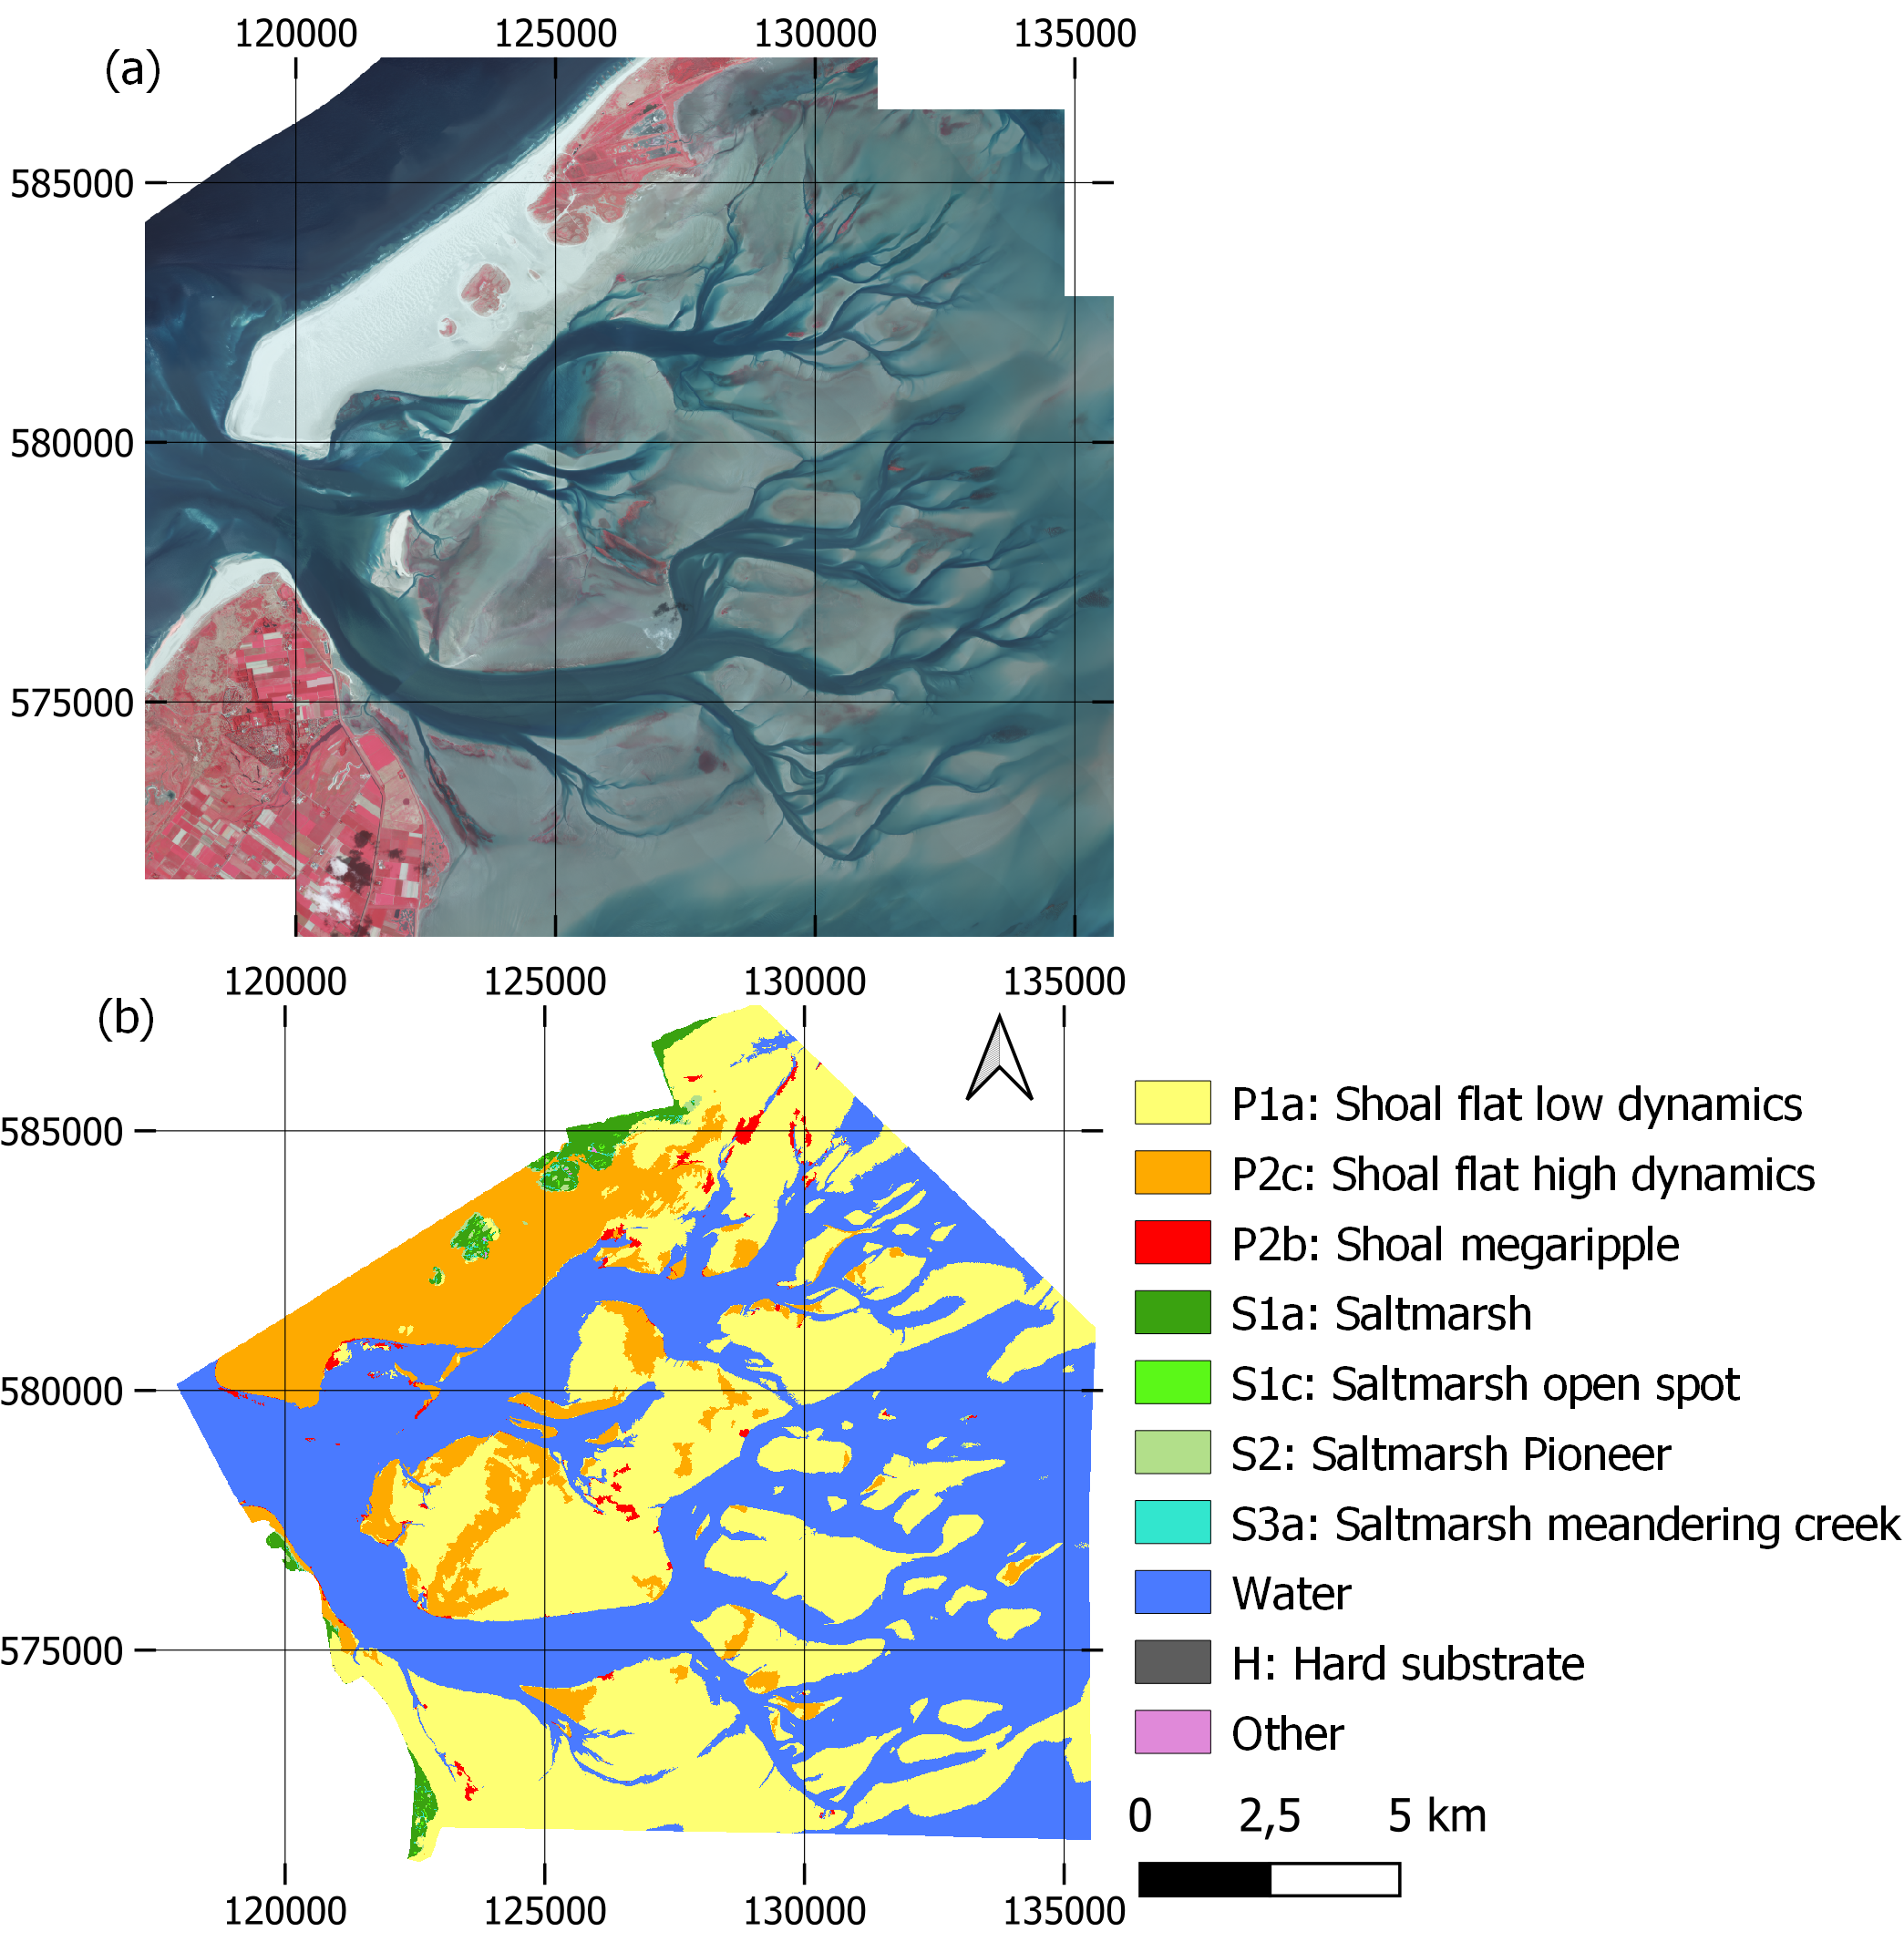 120000 125000 130000 135000
(a)
585000
580000
575000
120000 125000 130000 135000
(b)
585000
580000
575000
120000 125000 130000 135000
P1a: Shoal flat low dynamics
P2c: Shoal flat high dynamics
P2b: Shoal megaripple
S1a: Saltmarsh
S1c: Saltmarsh open spot
S2: Saltmarsh Pioneer
S3a: Saltmarsh meandering creek
Water
H: Hard substrate
Other
0 2,5 5 km